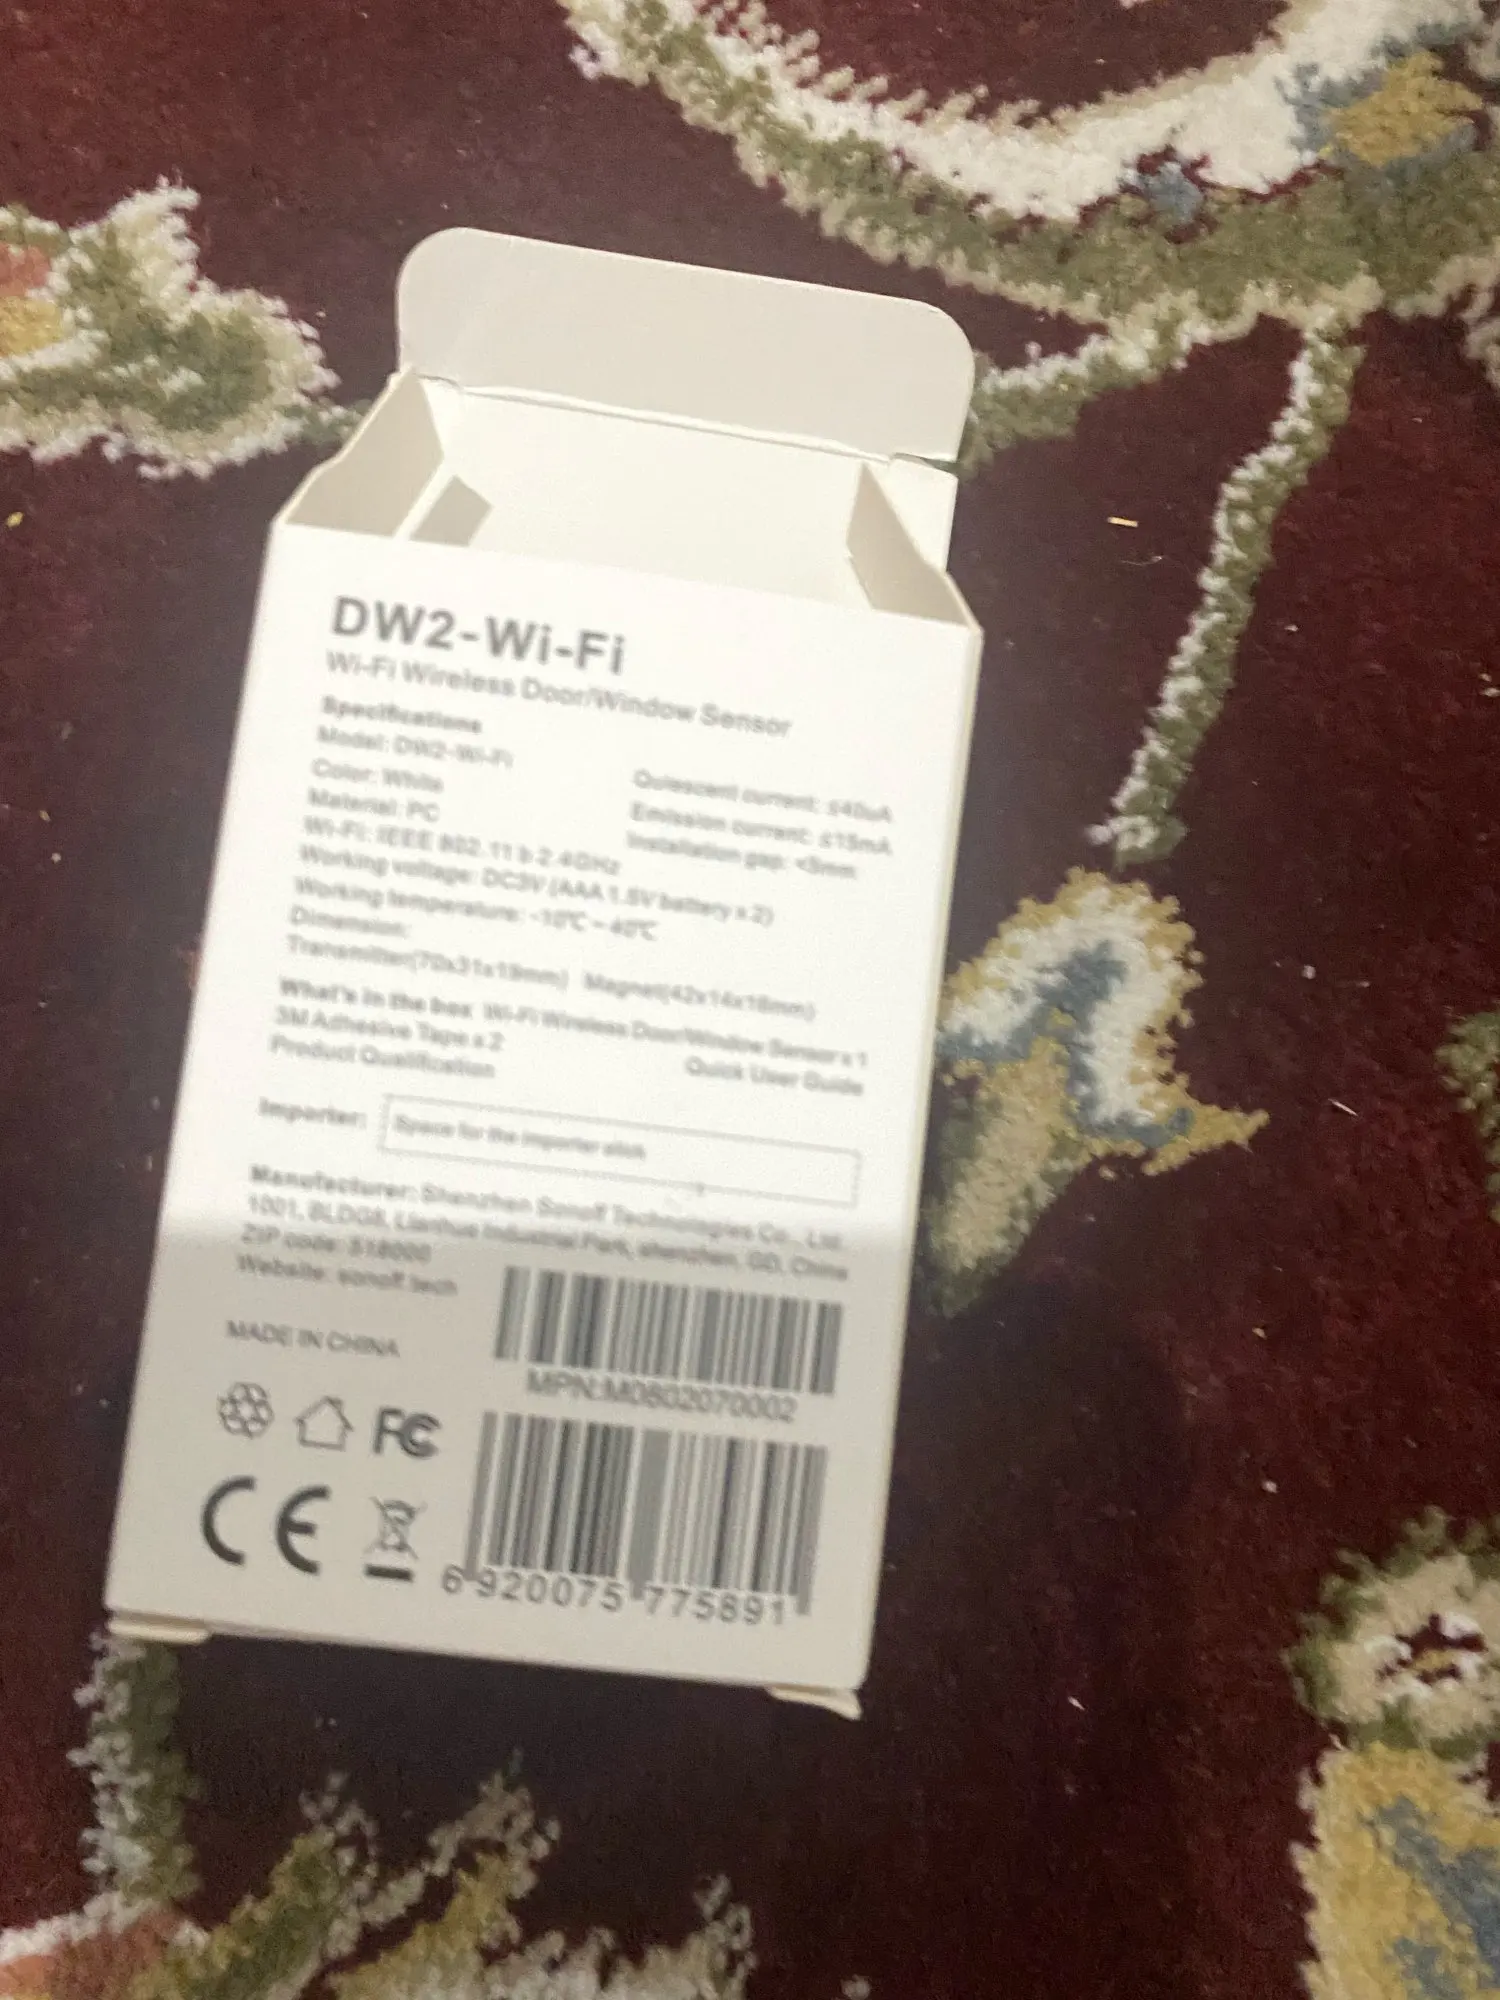 DW2-Wi-Fi
Wi-Fi Wireless Door/Window Sensor
Specifications
Model: DW2-Wi-Fi
Color: White
Material: PC
Wi-Fi: IEEE 802.11 b 2.4GHz
Quiescent current: ≤40uA
Emission current: ≤15mA
Installation gap: <5mm
Working voltage: DC3V (AAA 1.5V battery x 2)
Working temperature: -10℃ ~ 40℃
Dimension:
Transmitter(70x31x19mm) Magnet(42x14x16mm)
What's in the box Wi-Fi Wireless Door/Window Sensor x 1
3M Adhesive Tape x 2
Product Qualification Quick User Guide
Importer: Space for the importer stick
Manufacturer: Shenzhen Sonoff Technologies Co., Ltd.
1001, BLDG8, Lianhua Industrial Park, shenzhen, GD, China
ZIP code: 518000
Website: sonoff.tech
MADE IN CHINA
MPN:M0802070002
FC
CE
6 920075 775891